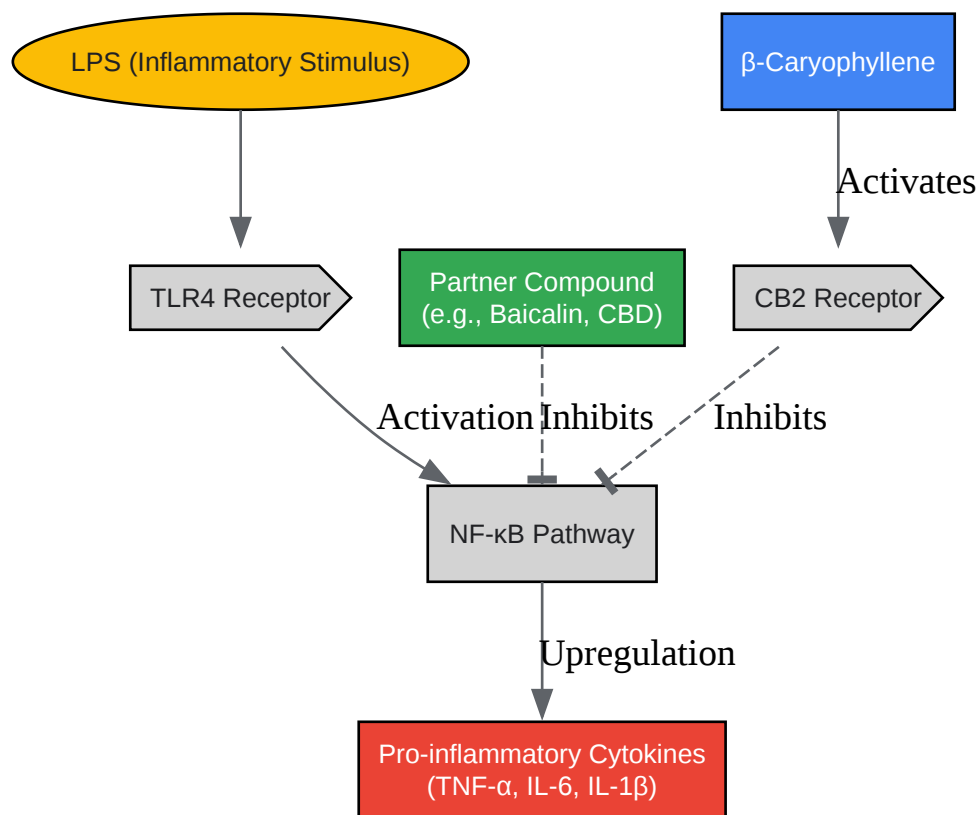 LPS (Inflammatory Stimulus)
β-Caryophyllene
Activates
TLR4 Receptor
Partner Compound
(e.g., Baicalin, CBD)
CB2 Receptor
Activation
Inhibits
Inhibits
NF-κB Pathway
Upregulation
Pro-inflammatory Cytokines
(TNF-α, IL-6, IL-1β)